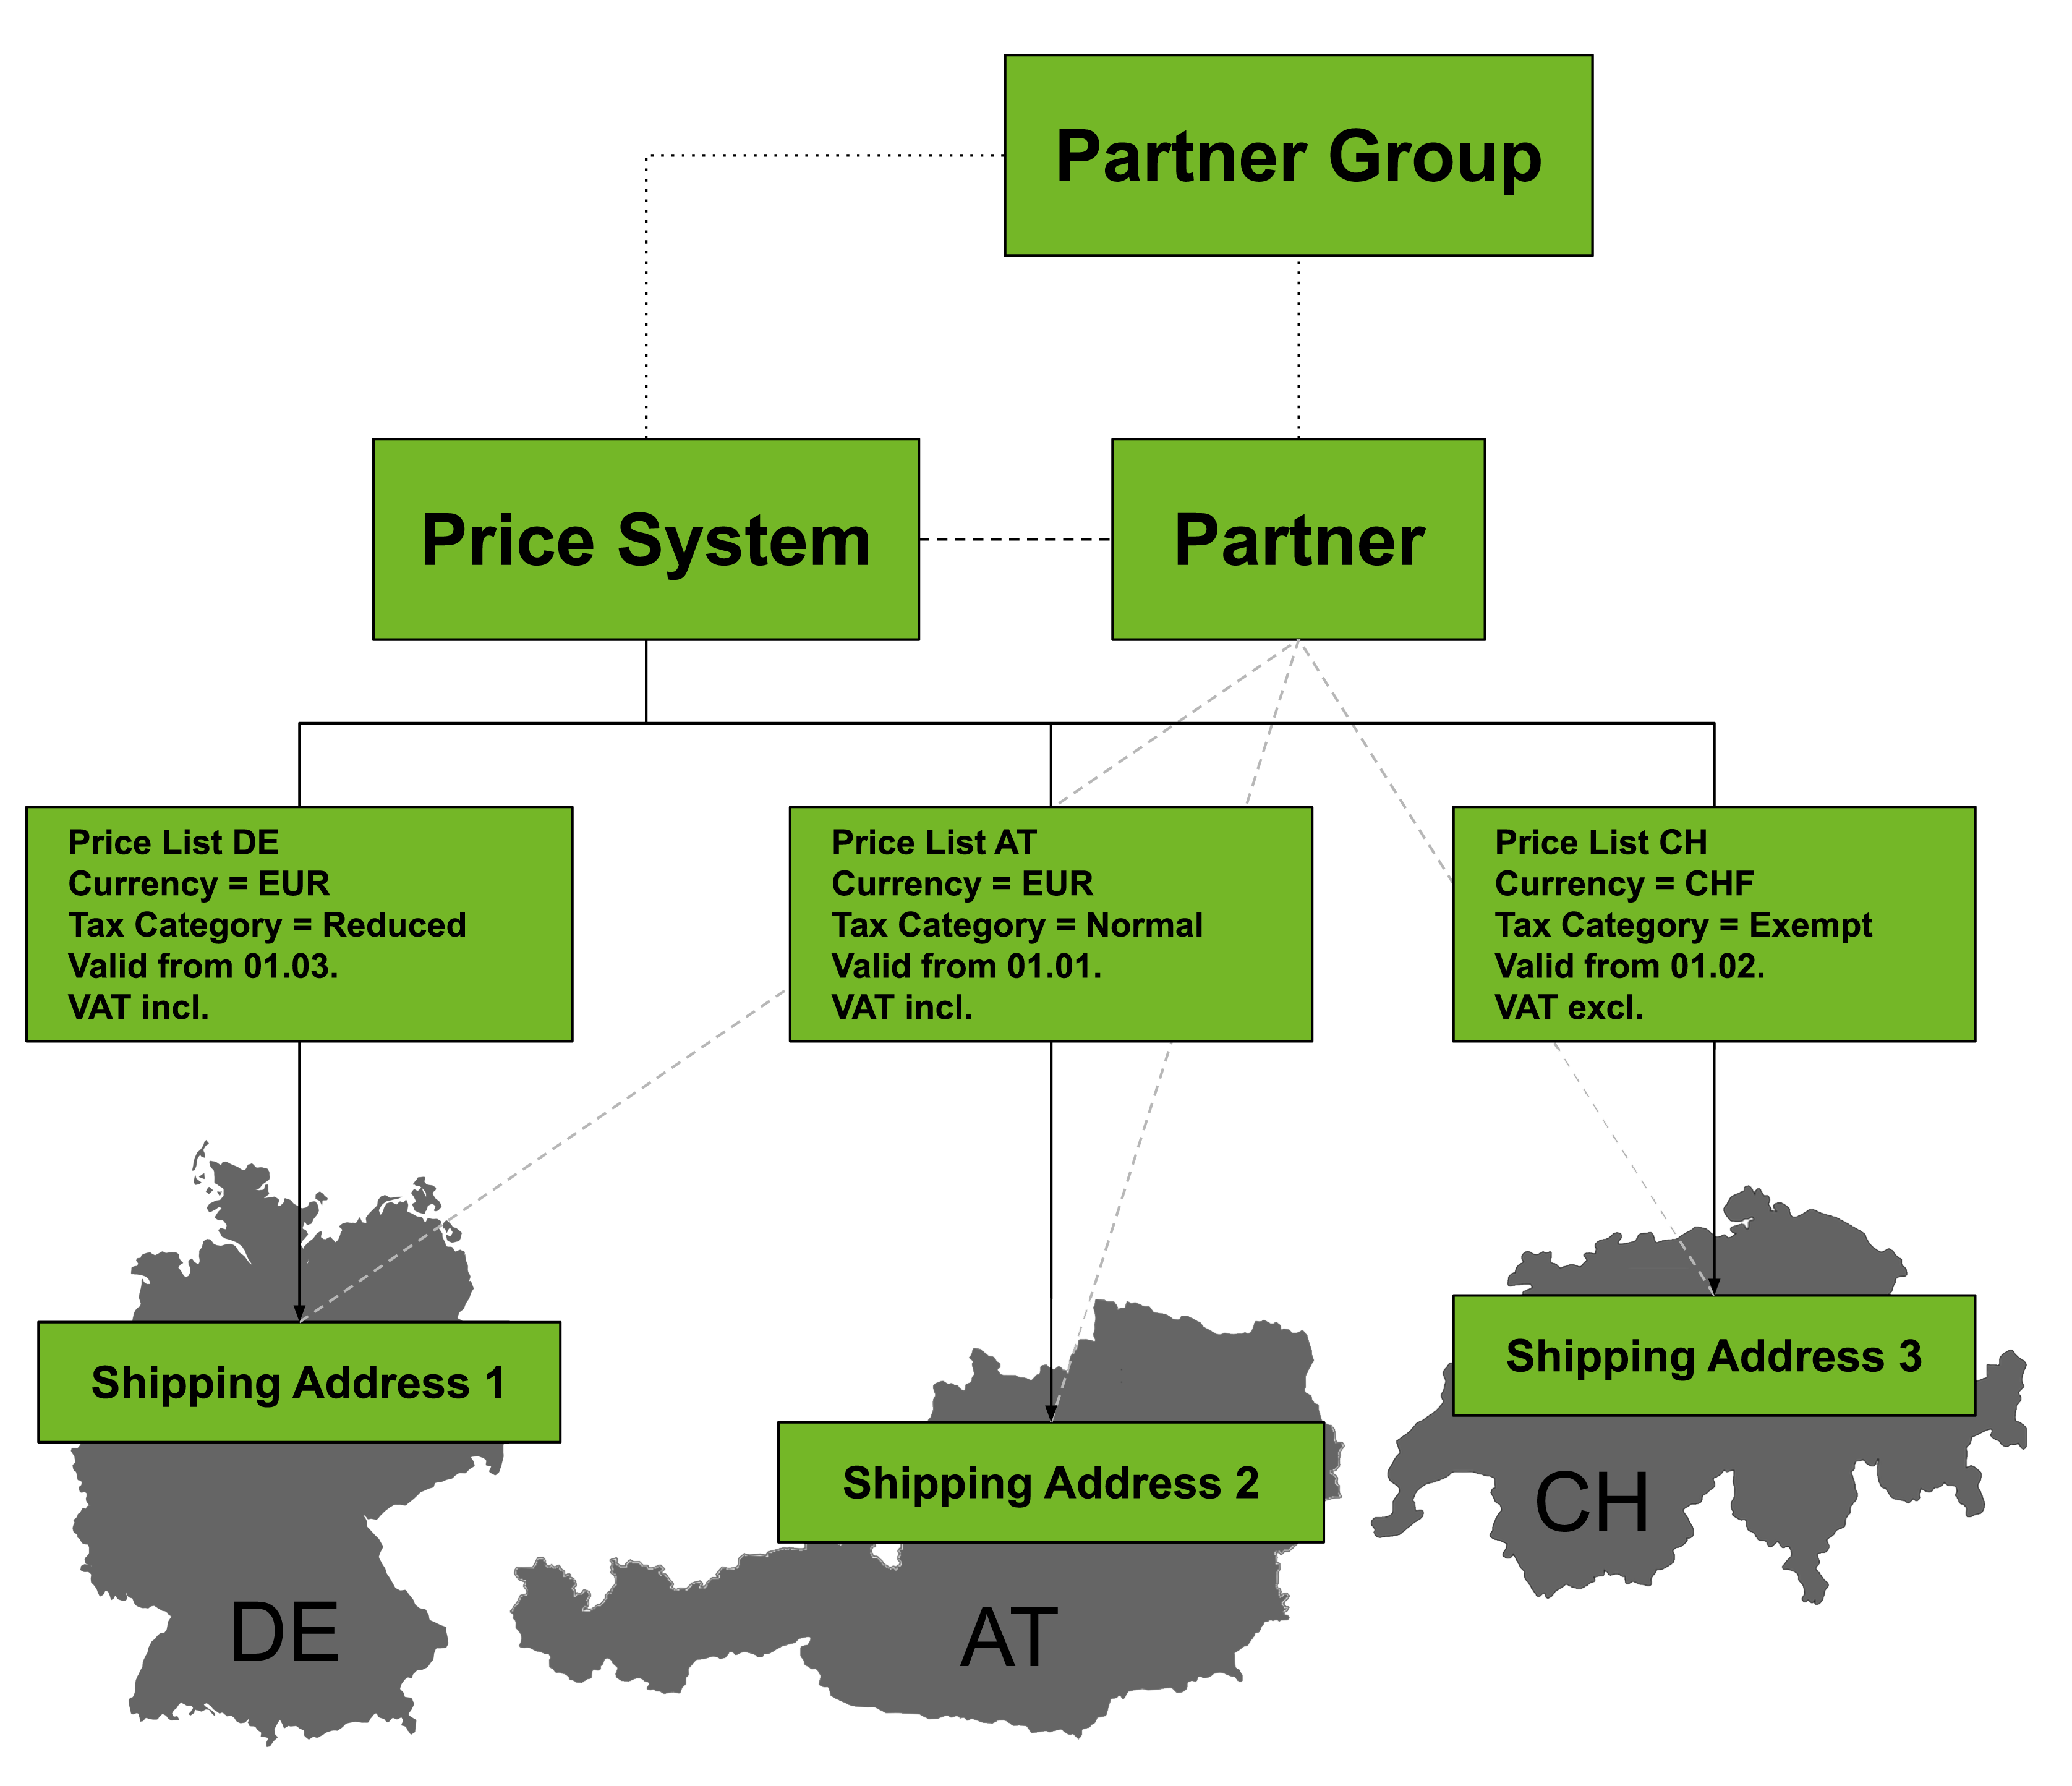 Partner Group
Price System
Partner
Price List DE
Currency = EUR
Tax Category = Reduced
Valid from 01.03.
VAT incl.
Price List AT
Currency = EUR
Tax Category = Normal
Valid from 01.01.
VAT incl.
Price List CH
Currency = CHF
Tax Category = Exempt
Valid from 01.02.
VAT excl.
Shipping Address 1
Shipping Address 2
Shipping Address 3
DE
AT
CH